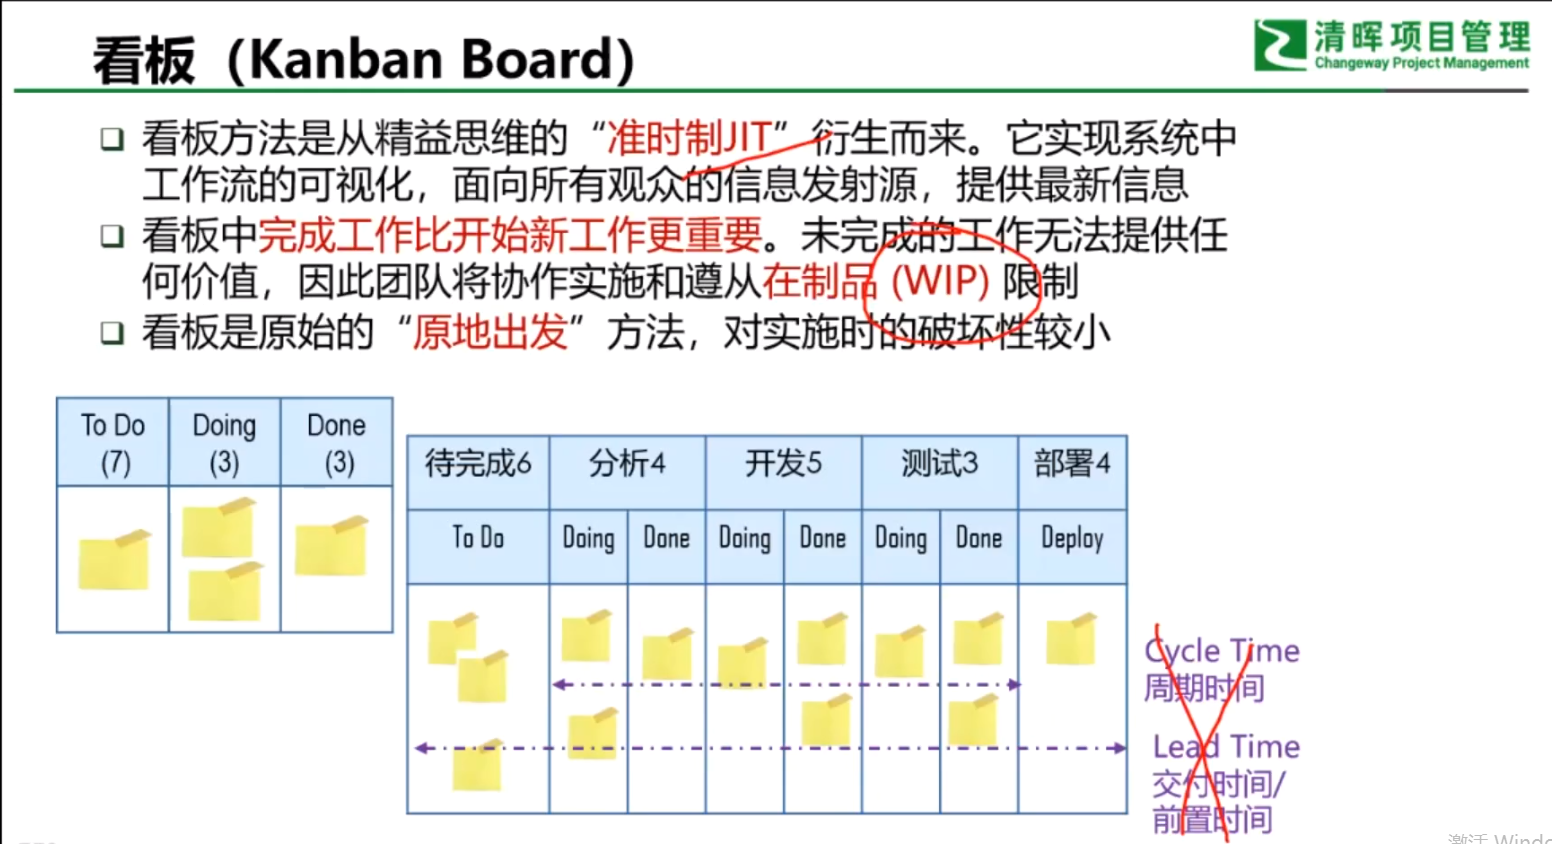 看板（Kanban Board）
清晖项目管理
Changeway Project Management
看板方法是从精益思维的“准时制JIT”衍生而来。它实现系统中
工作流的可视化，面向所有观众的信息发射源，提供最新信息
看板中完成工作比开始新工作更重要。未完成的工作无法提供任
何价值，因此团队将协作实施和遵从在制品 (WIP) 限制
看板是原始的“原地出发”方法，对实施时的破坏性较小
To Do
(7)
Doing
(3)
Done
(3)
待完成6
分析4
开发5
测试3
部署4
To Do
Doing
Done
Doing
Done
Doing
Done
Deploy
Cycle Time
周期时间
Lead Time
交付时间/
前置时间